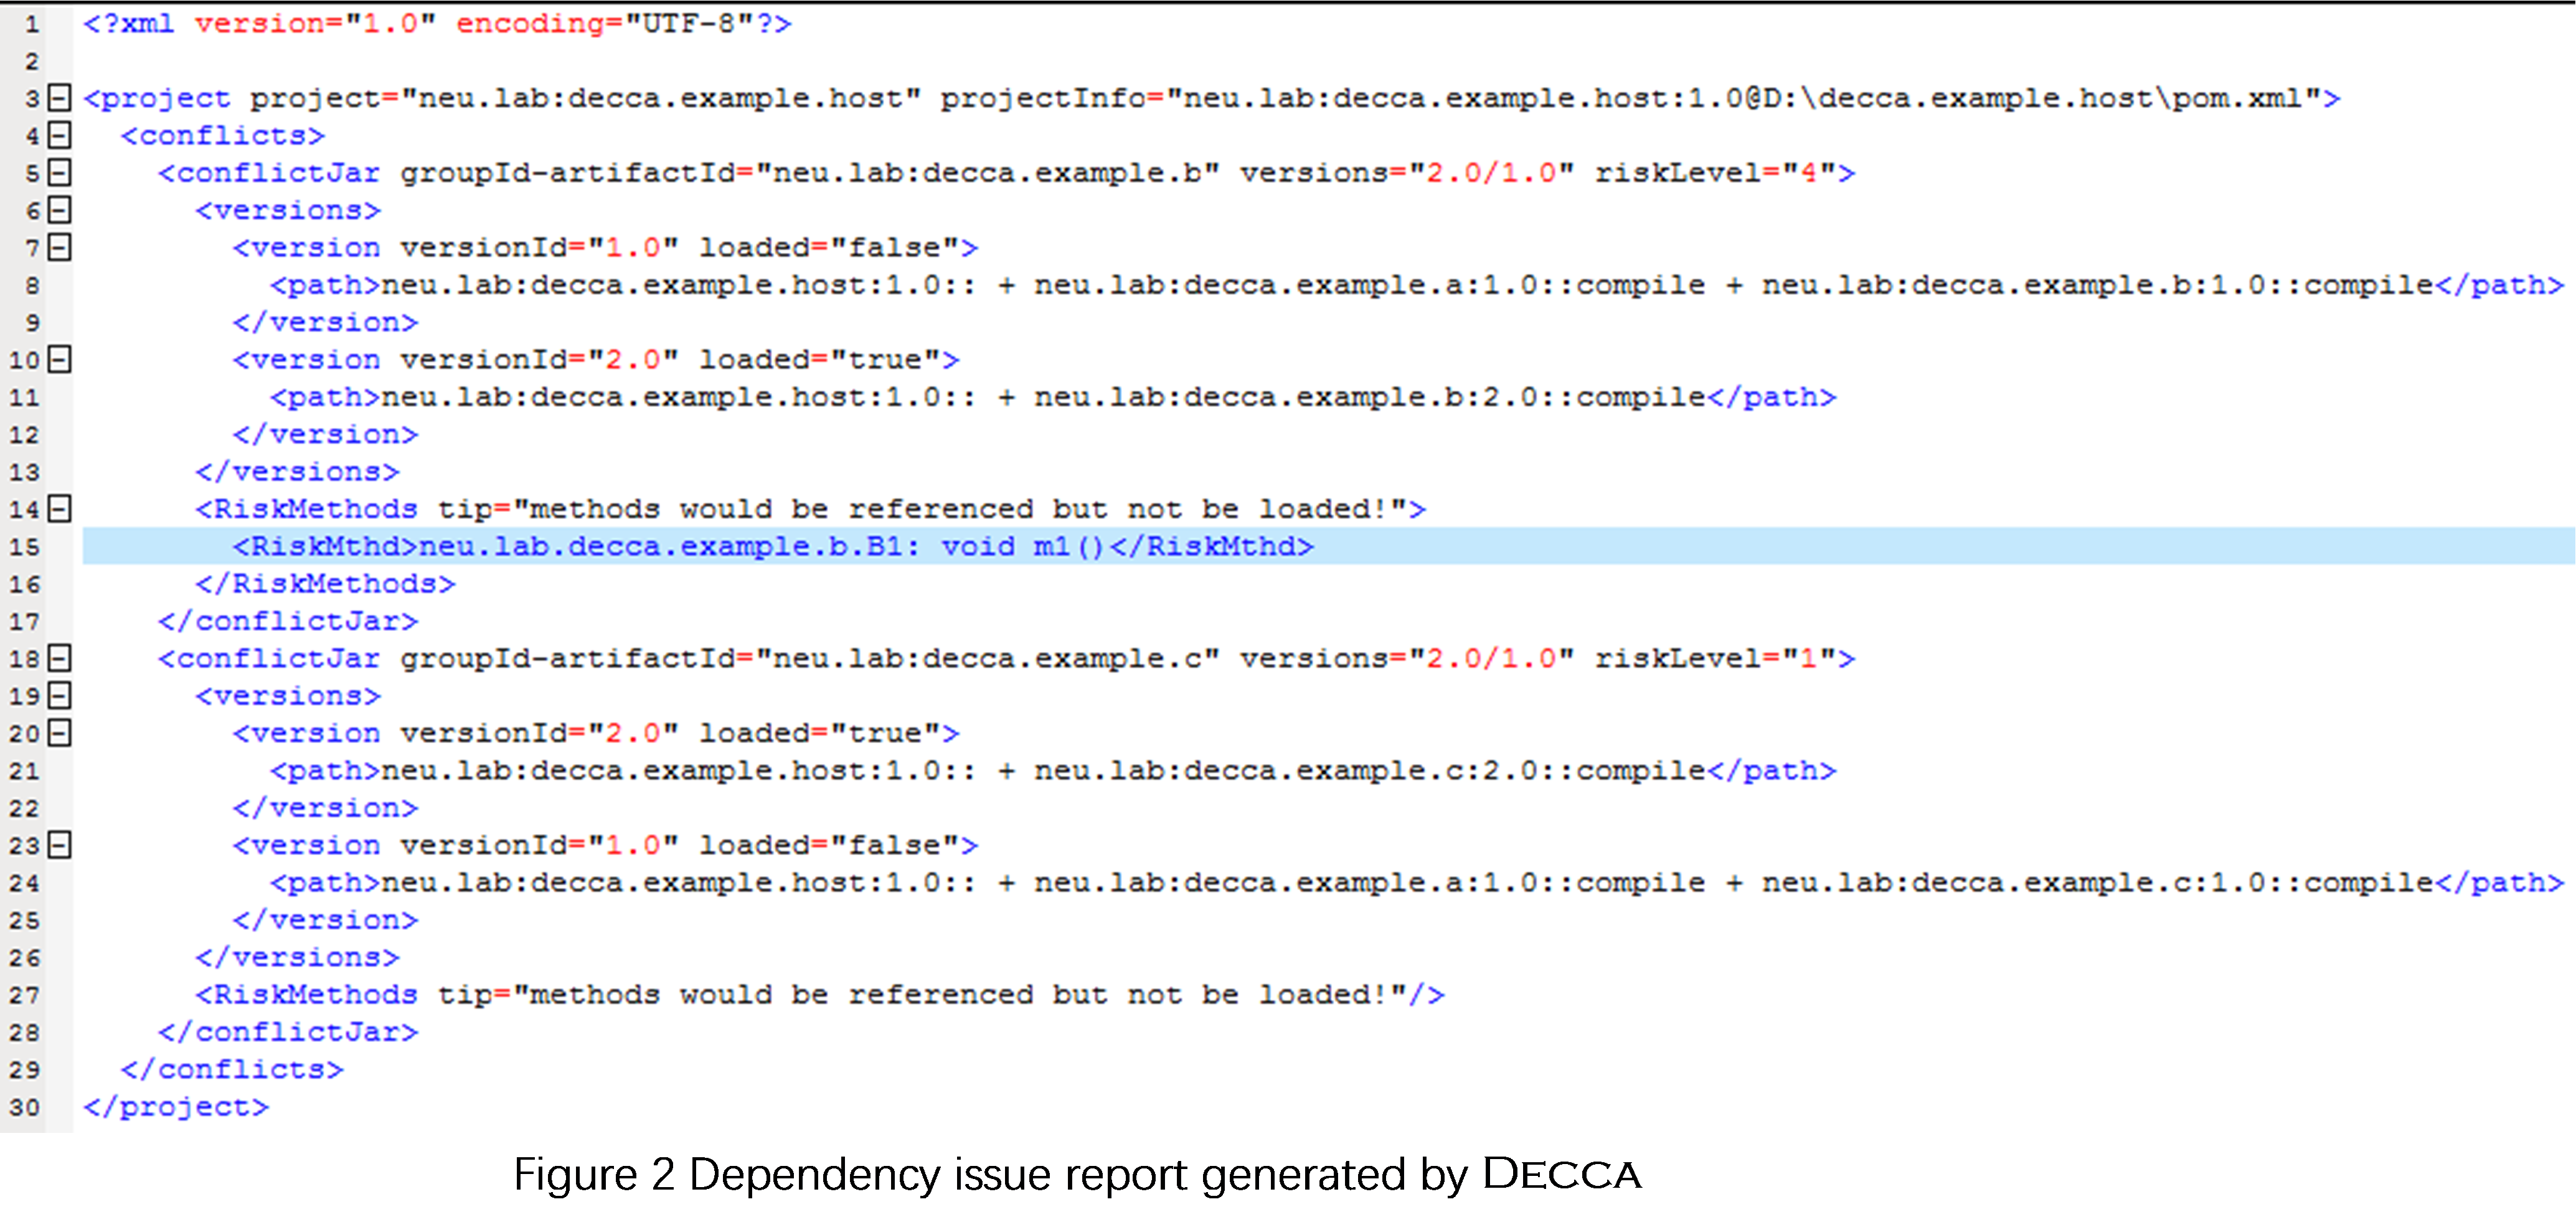 1 <?xml version="1.0" encoding="UTF-8"?>
2
3 <project project="neu.lab:decca.example.host" projectInfo="neu.lab:decca.example.host:1.0@D:\decca.example.host\pom.xml">
4 <conflicts>
5 <conflictJar groupId-artifactId="neu.lab:decca.example.b" versions="2.0/1.0" riskLevel="4">
6 <versions>
7 <version versionId="1.0" loaded="false">
8 <path>neu.lab:decca.example.host:1.0:: + neu.lab:decca.example.a:1.0::compile + neu.lab:decca.example.b:1.0::compile</path>
9 </version>
10 <version versionId="2.0" loaded="true">
11 <path>neu.lab:decca.example.host:1.0:: + neu.lab:decca.example.b:2.0::compile</path>
12 </version>
13 </versions>
14 <RiskMethods tip="methods would be referenced but not be loaded!">
15 <RiskMthd>neu.lab.decca.example.b.B1: void m1()</RiskMthd>
16 </RiskMethods>
17 </conflictJar>
18 <conflictJar groupId-artifactId="neu.lab:decca.example.c" versions="2.0/1.0" riskLevel="1">
19 <versions>
20 <version versionId="2.0" loaded="true">
21 <path>neu.lab:decca.example.host:1.0:: + neu.lab:decca.example.c:2.0::compile</path>
22 </version>
23 <version versionId="1.0" loaded="false">
24 <path>neu.lab:decca.example.host:1.0:: + neu.lab:decca.example.a:1.0::compile + neu.lab:decca.example.c:1.0::compile</path>
25 </version>
26 </versions>
27 <RiskMethods tip="methods would be referenced but not be loaded!"/>
28 </conflictJar>
29 </conflicts>
30 </project>
Figure 2 Dependency issue report generated by DECCA